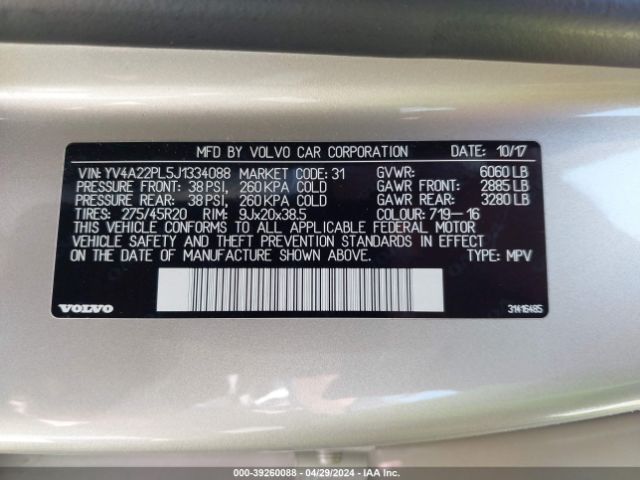 MFD BY VOLVO CAR CORPORATION DATE: 10/17
VIN: YV4A22PL5J1334088 MARKET CODE: 31 GVWR: 6060 LB
PRESSURE FRONT: 38 PSI, 260 KPA COLD GAWR FRONT: 2885 LB
PRESSURE REAR: 38 PSI, 260 KPA COLD GAWR REAR: 3280 LB
TIRES: 275/45R20 RIM: 9Jx20x38.5 COLOUR: 719-16
THIS VEHICLE CONFORMS TO ALL APPLICABLE FEDERAL MOTOR
VEHICLE SAFETY AND THEFT PREVENTION STANDARDS IN EFFECT
ON THE DATE OF MANUFACTURE SHOWN ABOVE. TYPE: MPV
VOLVO 31416485
000-39260088 - 04/29/2024 - IAA Inc.